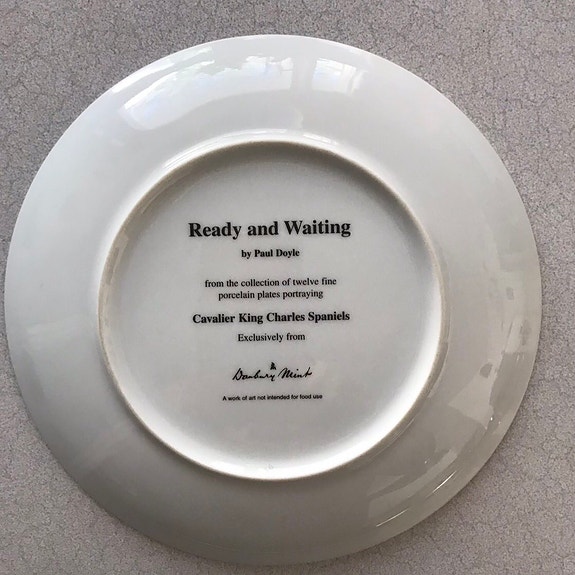 Ready and Waiting
by Paul Doyle
from the collection of twelve fine
porcelain plates portraying
Cavalier King Charles Spaniels
Exclusively from
Danbury Mint
A work of art not intended for food use